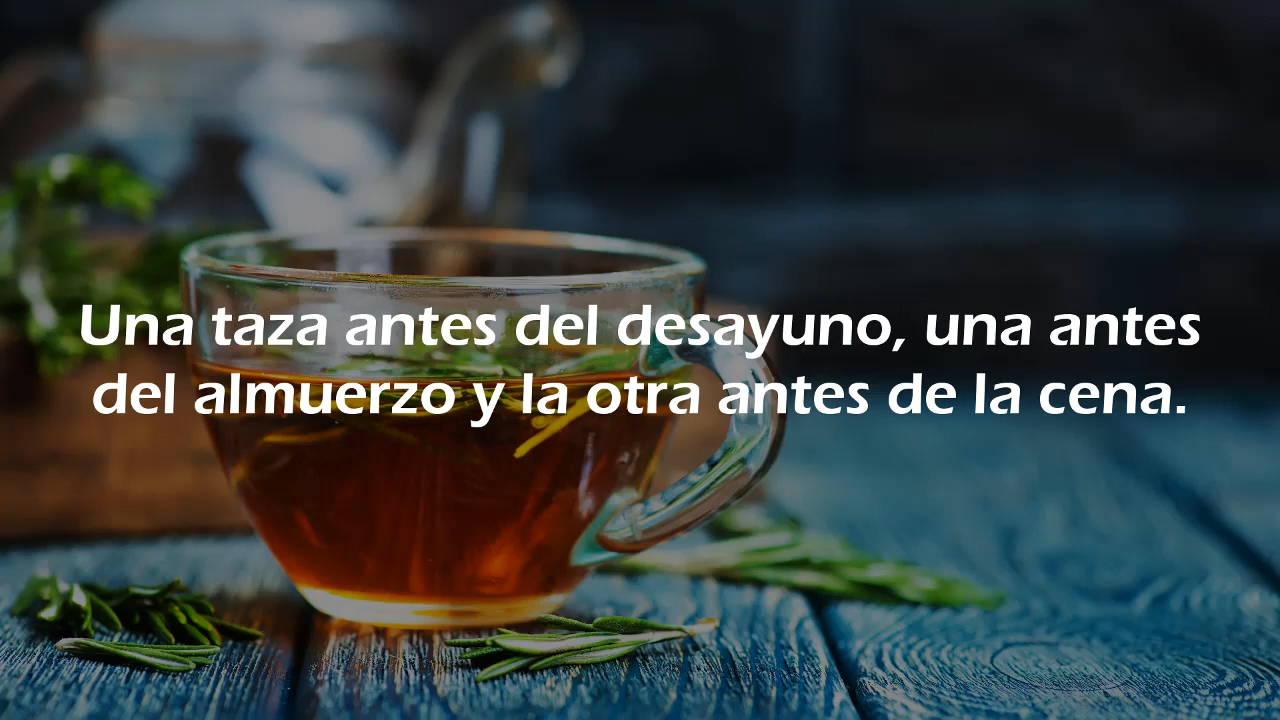 Una taza antes del desayuno, una antes
del almuerzo y la otra antes de la cena.